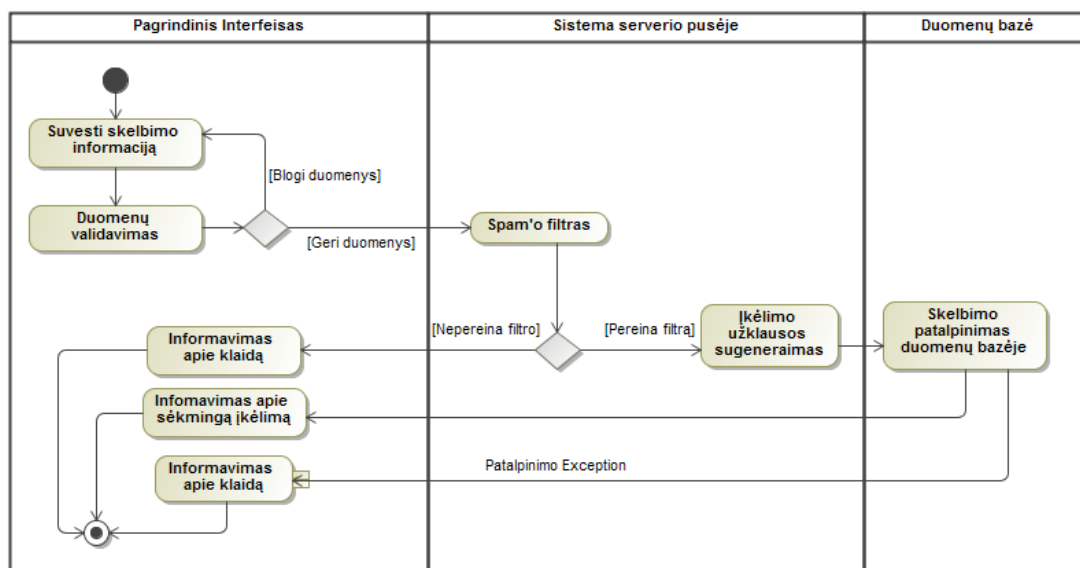 Pagrindinis Interfeisas
Sistema serverio pusėje
Duomenų bazė
Suvesti skelbimo
informaciją
[Blogi duomenys]
Duomenų
validavimas
[Geri duomenys]
Spam'o filtras
[Nepereina filtro]
[Pereina filtrą]
Įkėlimo
užklausos
sugeneraimas
Skelbimo
patalpinimas
duomenų bazėje
Informavimas
apie klaidą
Infomavimas apie
sėkmingą įkėlimą
Patalpinimo Exception
Informavimas
apie klaidą